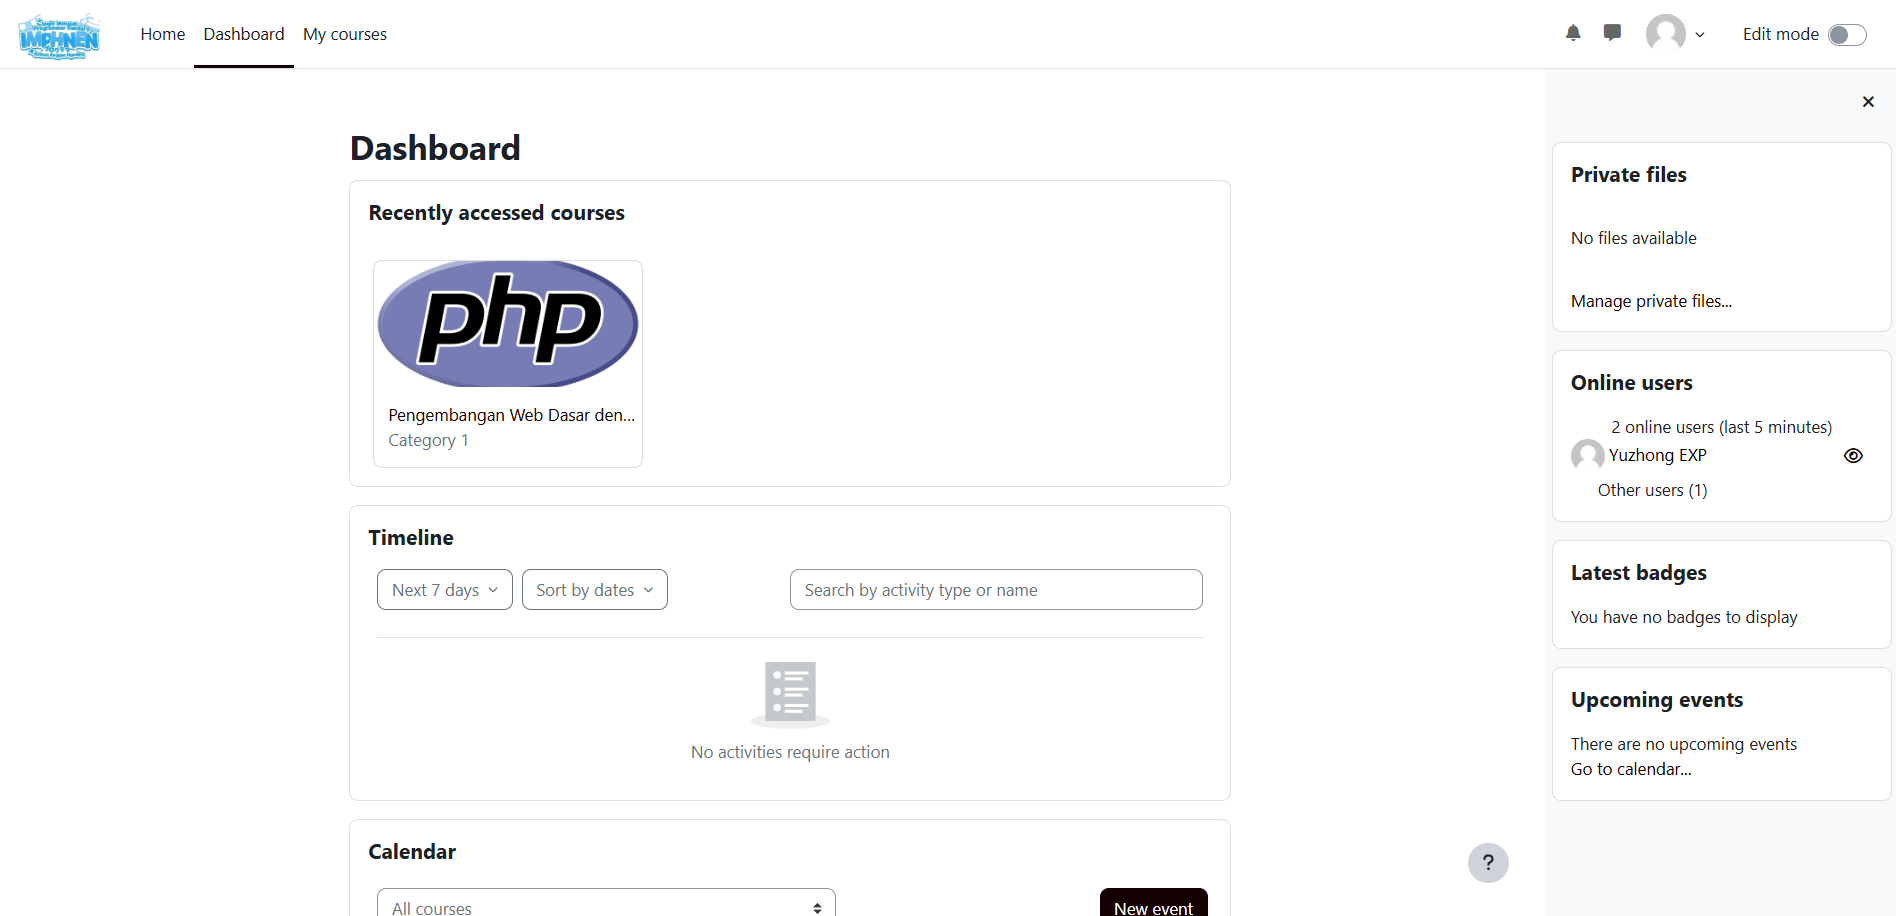 IMPHNEN
Home
Dashboard
My courses
Edit mode
Dashboard
Recently accessed courses
php
Pengembangan Web Dasar den...
Category 1
Timeline
Next 7 days
Sort by dates
Search by activity type or name
No activities require action
Calendar
All courses
New event
Private files
No files available
Manage private files...
Online users
2 online users (last 5 minutes)
Yuzhong EXP
Other users (1)
Latest badges
You have no badges to display
Upcoming events
There are no upcoming events
Go to calendar...
?